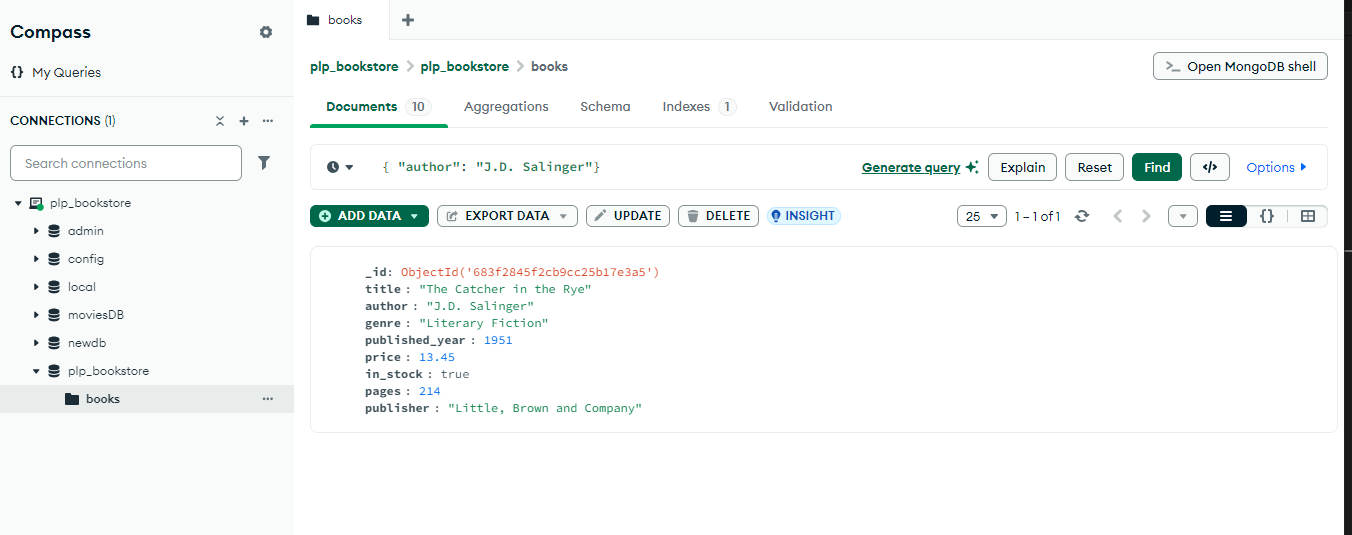 Compass
My Queries
CONNECTIONS (1)
Search connections
plp_bookstore
admin
config
local
moviesDB
newdb
plp_bookstore
books
books
plp_bookstore > plp_bookstore > books
>_ Open MongoDB shell
Documents 10 Aggregations Schema Indexes 1 Validation
{ "author": "J.D. Salinger"}
Generate query Explain Reset Find </> Options
ADD DATA EXPORT DATA UPDATE DELETE INSIGHT
25 1 – 1 of 1 {}
_id: ObjectId('683f2845f2cb9cc25b17e3a5')
title : "The Catcher in the Rye"
author : "J.D. Salinger"
genre : "Literary Fiction"
published_year : 1951
price : 13.45
in_stock : true
pages : 214
publisher : "Little, Brown and Company"